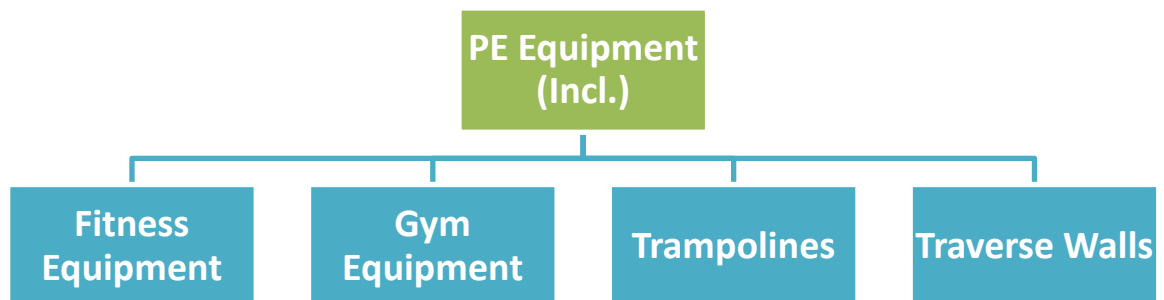 PE Equipment
(Incl.)
Fitness
Equipment
Gym
Equipment
Trampolines
Traverse Walls